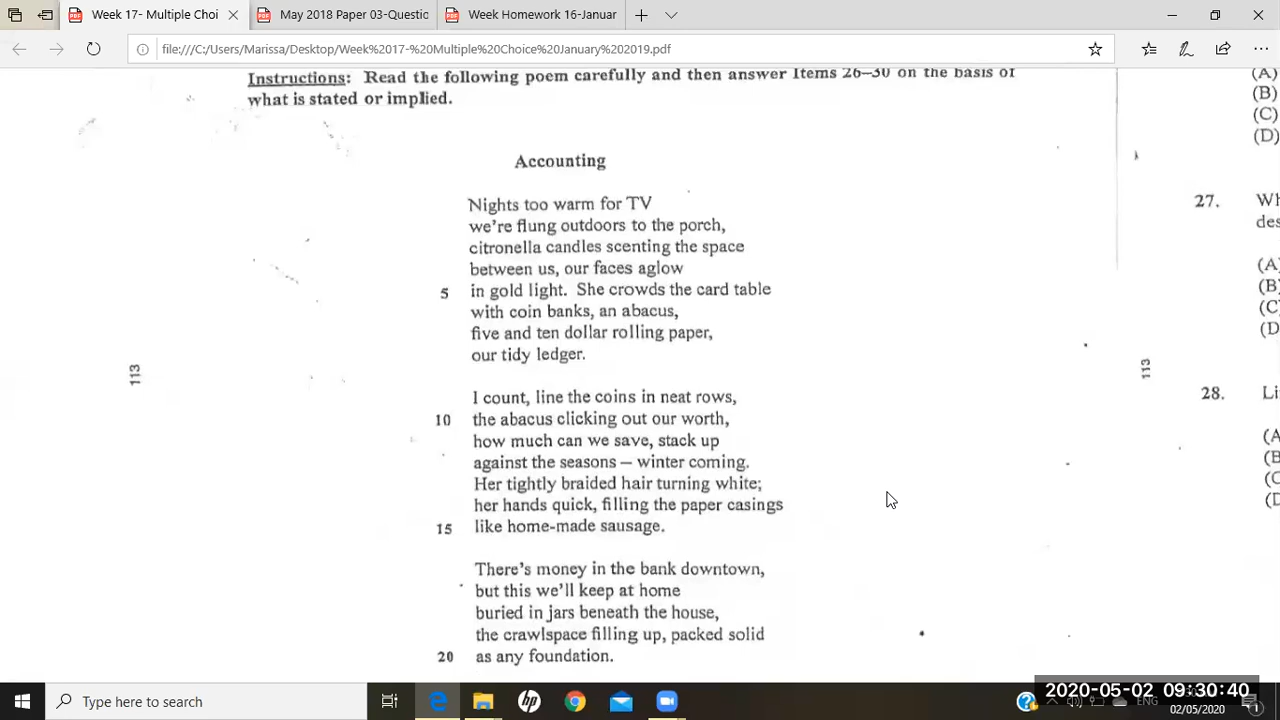 Week 17- Multiple Choi
May 2018 Paper 03-Questio
Week Homework 16-Januar
file:///C:/Users/Marissa/Desktop/Week%2017-%20Multiple%20Choice%20January%202019.pdf
Instructions: Read the following poem carefully and then answer Items 26–30 on the basis of
what is stated or implied.
Accounting
Nights too warm for TV
we're flung outdoors to the porch,
citronella candles scenting the space
between us, our faces aglow
5 in gold light. She crowds the card table
with coin banks, an abacus,
five and ten dollar rolling paper,
our tidy ledger.
I count, line the coins in neat rows,
10 the abacus clicking out our worth,
how much can we save, stack up
against the seasons – winter coming.
Her tightly braided hair turning white;
her hands quick, filling the paper casings
15 like home-made sausage.
There's money in the bank downtown,
but this we'll keep at home
buried in jars beneath the house,
the crawlspace filling up, packed solid
20 as any foundation.
113
113
(A)
(B)
(C)
(D)
27. Wh
des
(A)
(B)
(C)
(D)
28. Li
(A
(B
(C
(D
Type here to search
hp
ENG
2020-05-02 09:30:40
02/05/2020